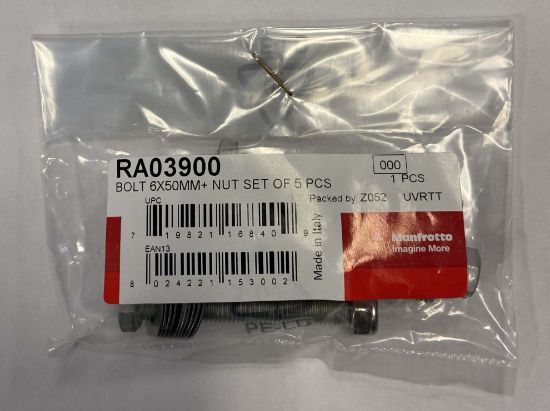 RA03900
000
BOLT 6X50MM+ NUT SET OF 5 PCS
1 PCS
UPC
Packed by Z052 UVRTT
7 19821 16840 9
Made in Italy
Manfrotto
Imagine More
EAN13
8 024221 153002
PE-LD